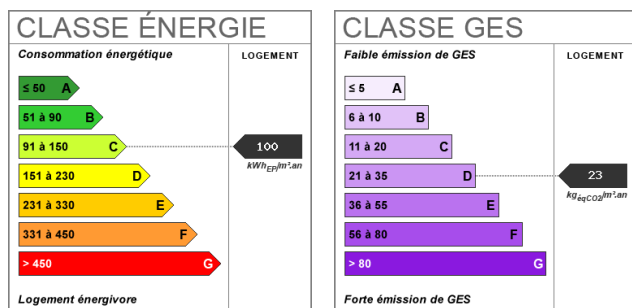 CLASSE ÉNERGIE
Consommation énergétique
LOGEMENT
≤ 50 A
51 à 90 B
91 à 150 C
100
kWhEP/m².an
151 à 230 D
231 à 330 E
331 à 450 F
> 450 G
Logement énergivore
CLASSE GES
Faible émission de GES
LOGEMENT
≤ 5 A
6 à 10 B
11 à 20 C
21 à 35 D
23
kgéqCO2/m².an
36 à 55 E
56 à 80 F
> 80 G
Forte émission de GES